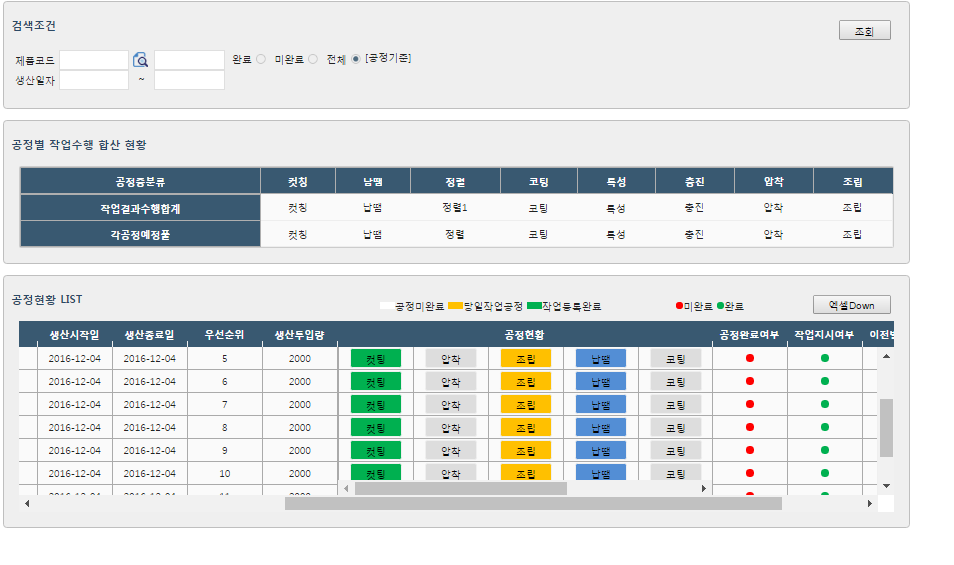 검색조건
조회
제품코드 완료 미완료 전체 [공정기준]
생산일자 ~
공정별 작업수행 합산 현황
공정중분류 컷칭 납땜 정렬 코팅 특성 충진 압착 조립
작업결과수행합계 컷칭 납땜 정렬1 코팅 특성 충진 압착 조립
각공정예정풀 컷칭 납땜 정렬 코팅 특성 충진 압착 조립
공정현황 LIST
공정미완료 당일작업공정 작업등록완료 미완료 완료 엑셀Down
생산시작일 생산종료일 우선순위 생산투입량 공정현황 공정완료여부 작업지시여부 이전
2016-12-04 2016-12-04 5 2000 컷팅 압착 조립 납땜 코팅
2016-12-04 2016-12-04 6 2000 컷팅 압착 조립 납땜 코팅
2016-12-04 2016-12-04 7 2000 컷팅 압착 조립 납땜 코팅
2016-12-04 2016-12-04 8 2000 컷팅 압착 조립 납땜 코팅
2016-12-04 2016-12-04 9 2000 컷팅 압착 조립 납땜 코팅
2016-12-04 2016-12-04 10 2000 컷팅 압착 조립 납땜 코팅